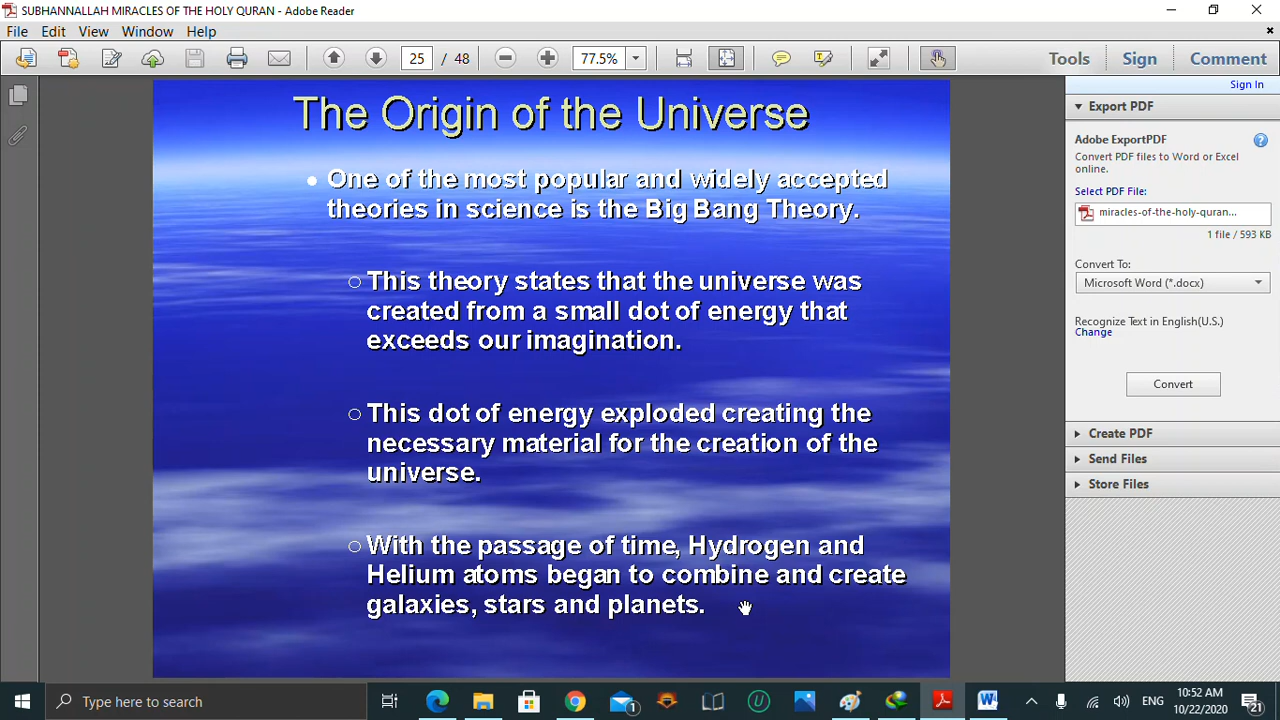 SUBHANNALLAH MIRACLES OF THE HOLY QURAN - Adobe Reader
File Edit View Window Help
25 / 48 77.5% Tools Sign Comment
Sign In
Export PDF
Adobe ExportPDF
Convert PDF files to Word or Excel
online.
Select PDF File:
miracles-of-the-holy-quran...
1 file / 593 KB
Convert To:
Microsoft Word (*.docx)
Recognize Text in English(U.S.)
Change
Convert
Create PDF
Send Files
Store Files
The Origin of the Universe
One of the most popular and widely accepted
theories in science is the Big Bang Theory.
This theory states that the universe was
created from a small dot of energy that
exceeds our imagination.
This dot of energy exploded creating the
necessary material for the creation of the
universe.
With the passage of time, Hydrogen and
Helium atoms began to combine and create
galaxies, stars and planets.
Type here to search
1
ENG
10:52 AM
10/22/2020
21